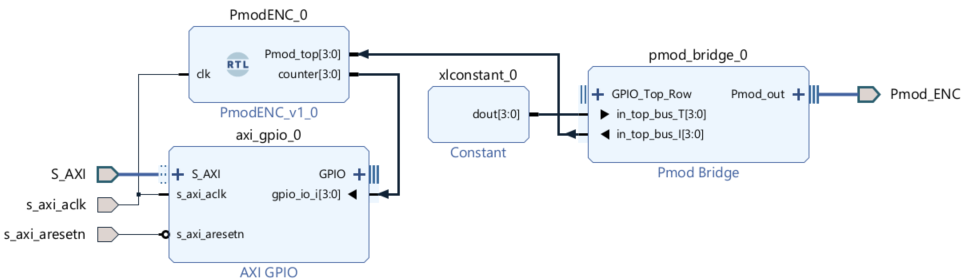 PmodENC_0
Pmod_top[3:0]
RTL
clk
counter[3:0]
PmodENC_v1_0
xlconstant_0
dout[3:0]
Constant
pmod_bridge_0
GPIO_Top_Row
Pmod_out
in_top_bus_T[3:0]
in_top_bus_I[3:0]
Pmod Bridge
Pmod_ENC
axi_gpio_0
S_AXI
S_AXI
GPIO
s_axi_aclk
s_axi_aclk
gpio_io_i[3:0]
s_axi_aresetn
s_axi_aresetn
AXI GPIO